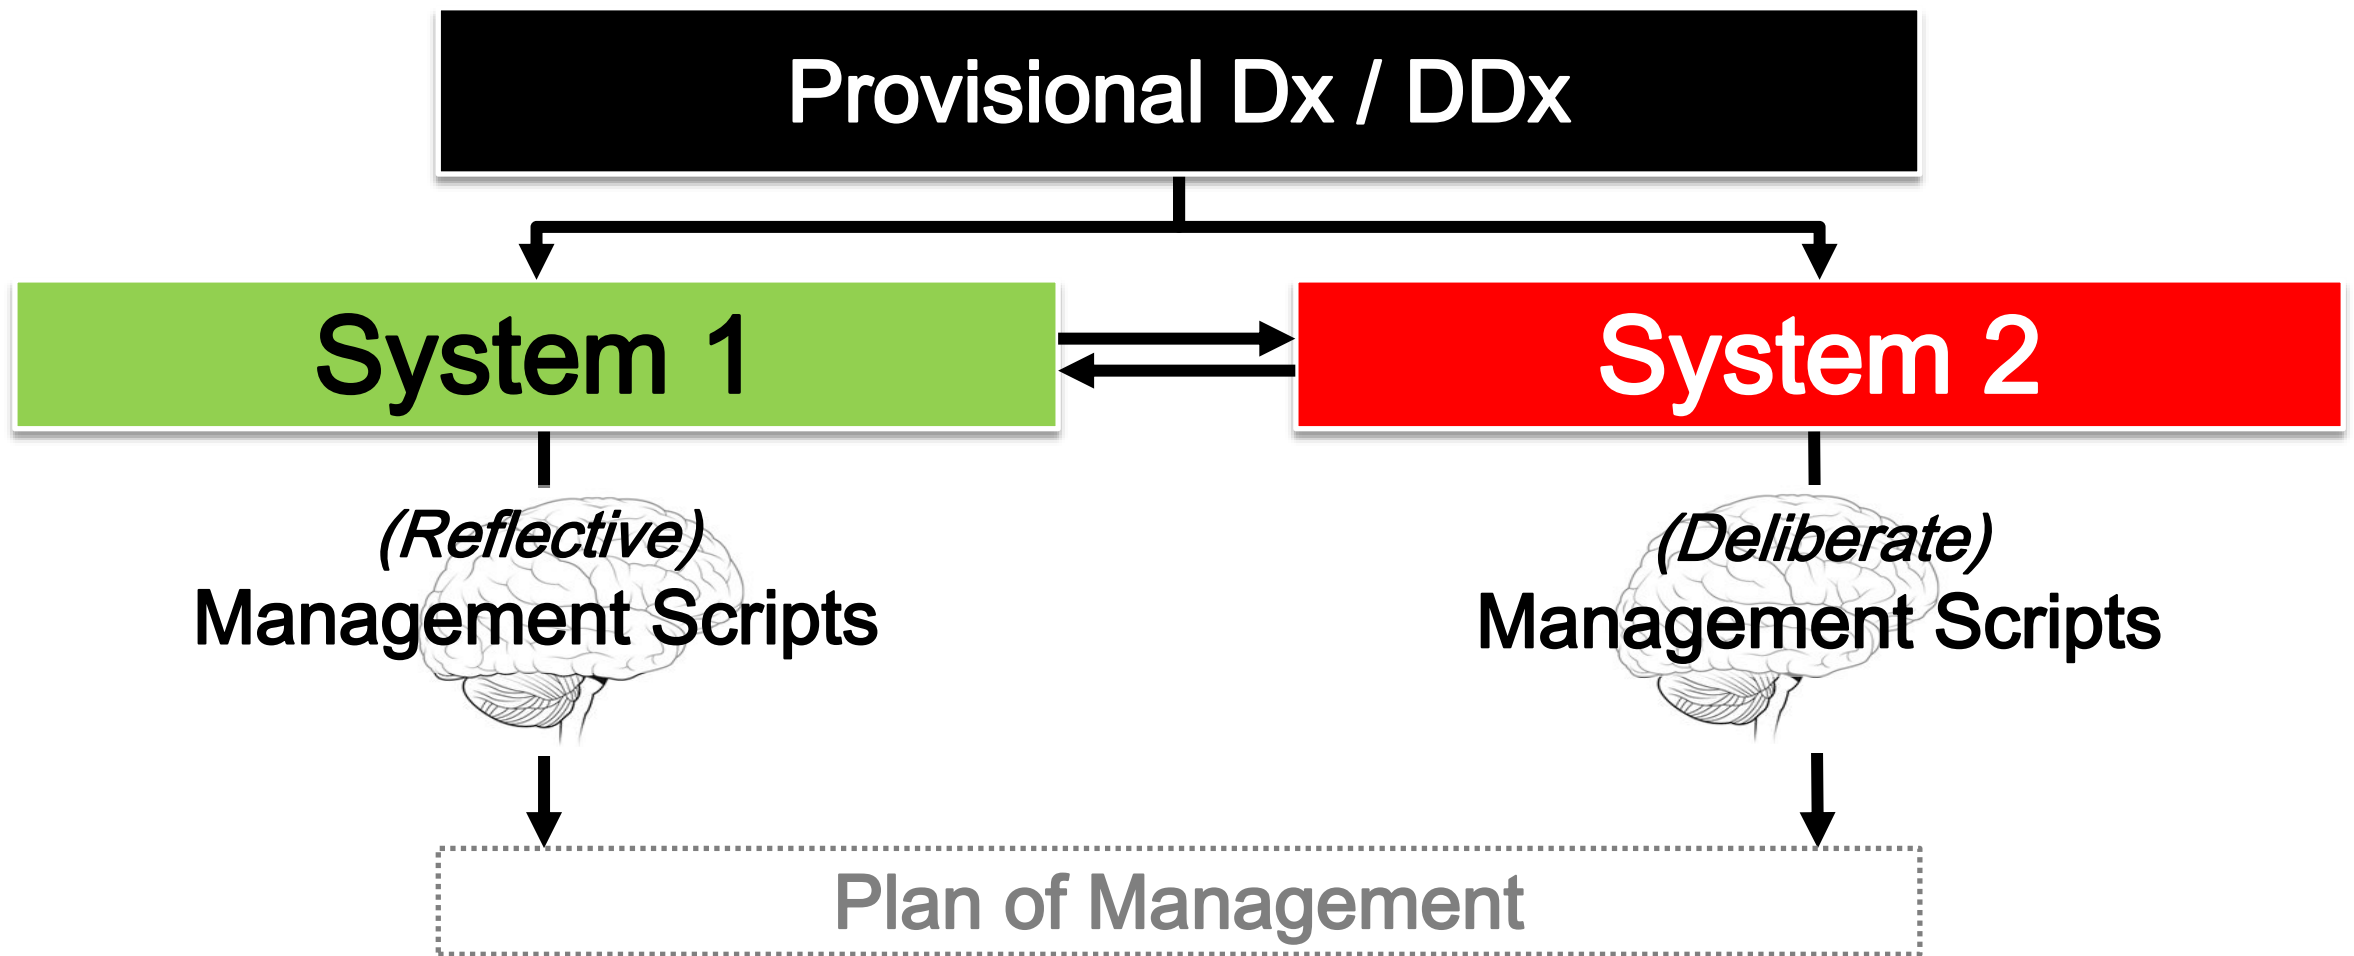 Provisional Dx / DDx
System 1
System 2
(Reflective)
Management Scripts
(Deliberate)
Management Scripts
Plan of Management